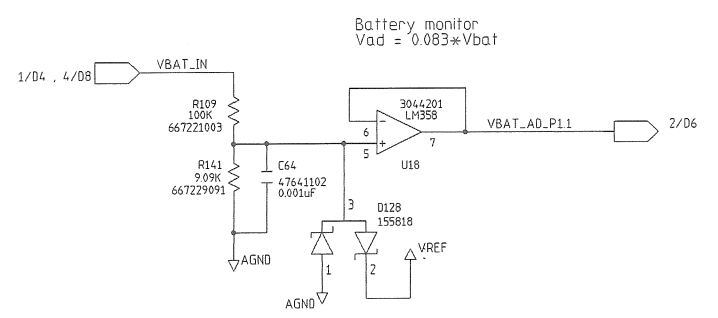 Battery monitor
Vad = 0.083*Vbat
VBAT_IN
1/D4 , 4/D8
R109
100K
667221003
3044201
LM358
-
6
+
5
7
U18
VBAT_AD_P1.1
2/D6
R141
9.09K
667229091
C64
47641102
0.001uF
3
D128
155818
1
2
VREF
AGND
AGND